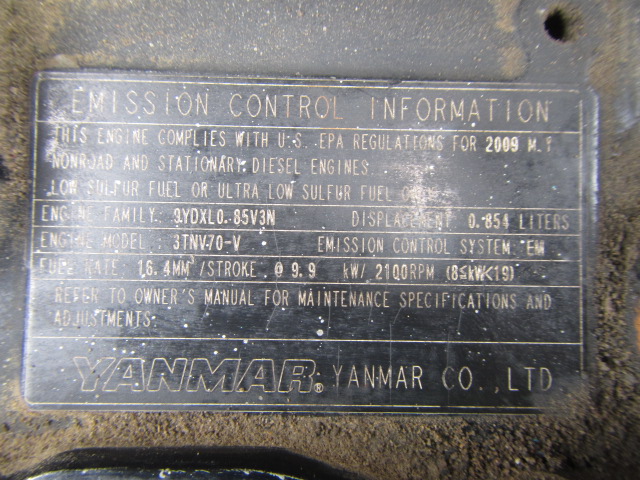 EMISSION CONTROL INFORMATION
THIS ENGINE COMPLIES WITH U.S. EPA REGULATIONS FOR 2009 M.Y
NONROAD AND STATIONARY DIESEL ENGINES.
LOW SULFUR FUEL OR ULTRA LOW SULFUR FUEL ONLY
ENGINE FAMILY: 9YDXL0.85V3N DISPLACEMENT 0.854 LITERS
ENGINE MODEL: 3TNV70-V EMISSION CONTROL SYSTEM EM
FUEL RATE: 16.4MM³/STROKE @ 9.9 kW/ 2100RPM (8≤kW<19)
REFER TO OWNER'S MANUAL FOR MAINTENANCE SPECIFICATIONS AND
ADJUSTMENTS.
YANMAR® YANMAR CO.,LTD